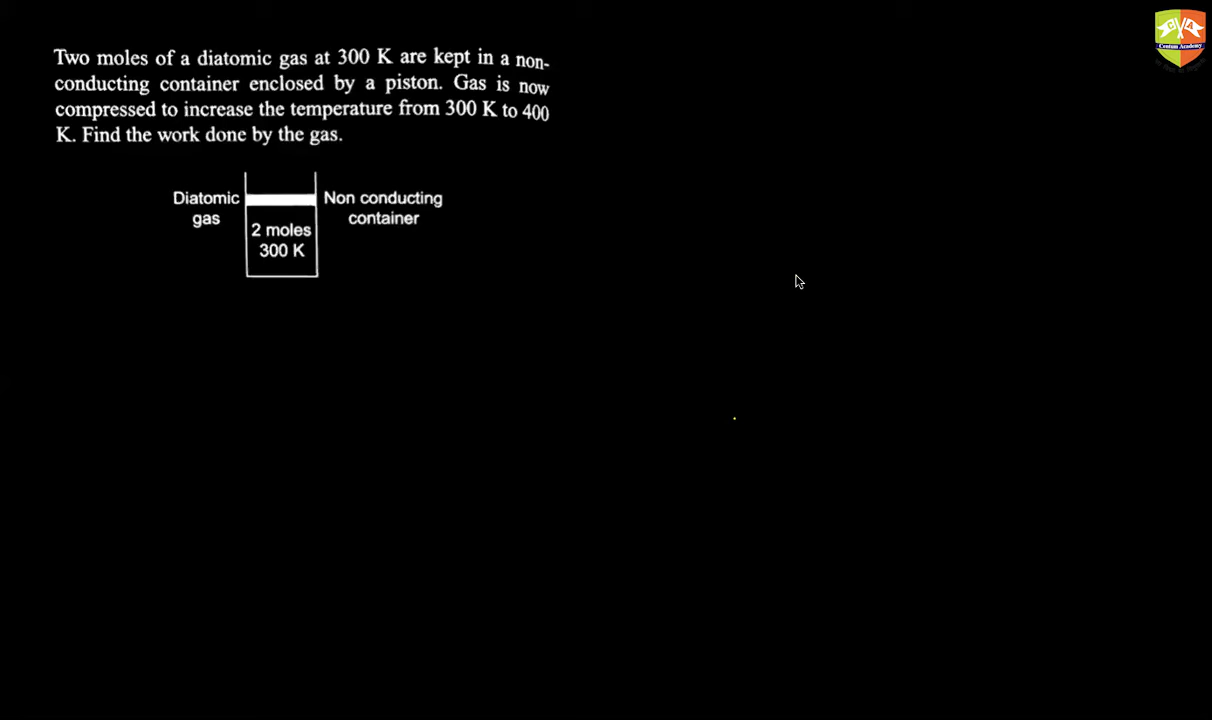 Two moles of a diatomic gas at 300 K are kept in a non-
conducting container enclosed by a piston. Gas is now
compressed to increase the temperature from 300 K to 400
K. Find the work done by the gas.
Diatomic
gas
Non conducting
container
2 moles
300 K
Centum Academy